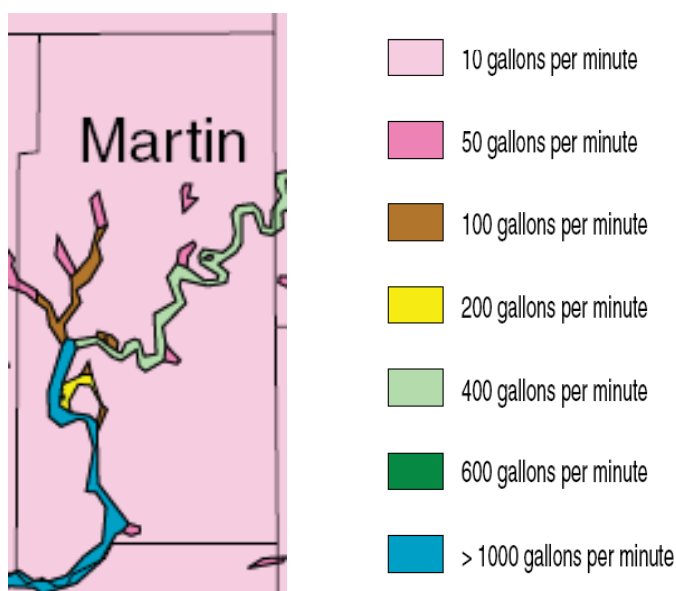 Martin
10 gallons per minute
50 gallons per minute
100 gallons per minute
200 gallons per minute
400 gallons per minute
600 gallons per minute
> 1000 gallons per minute